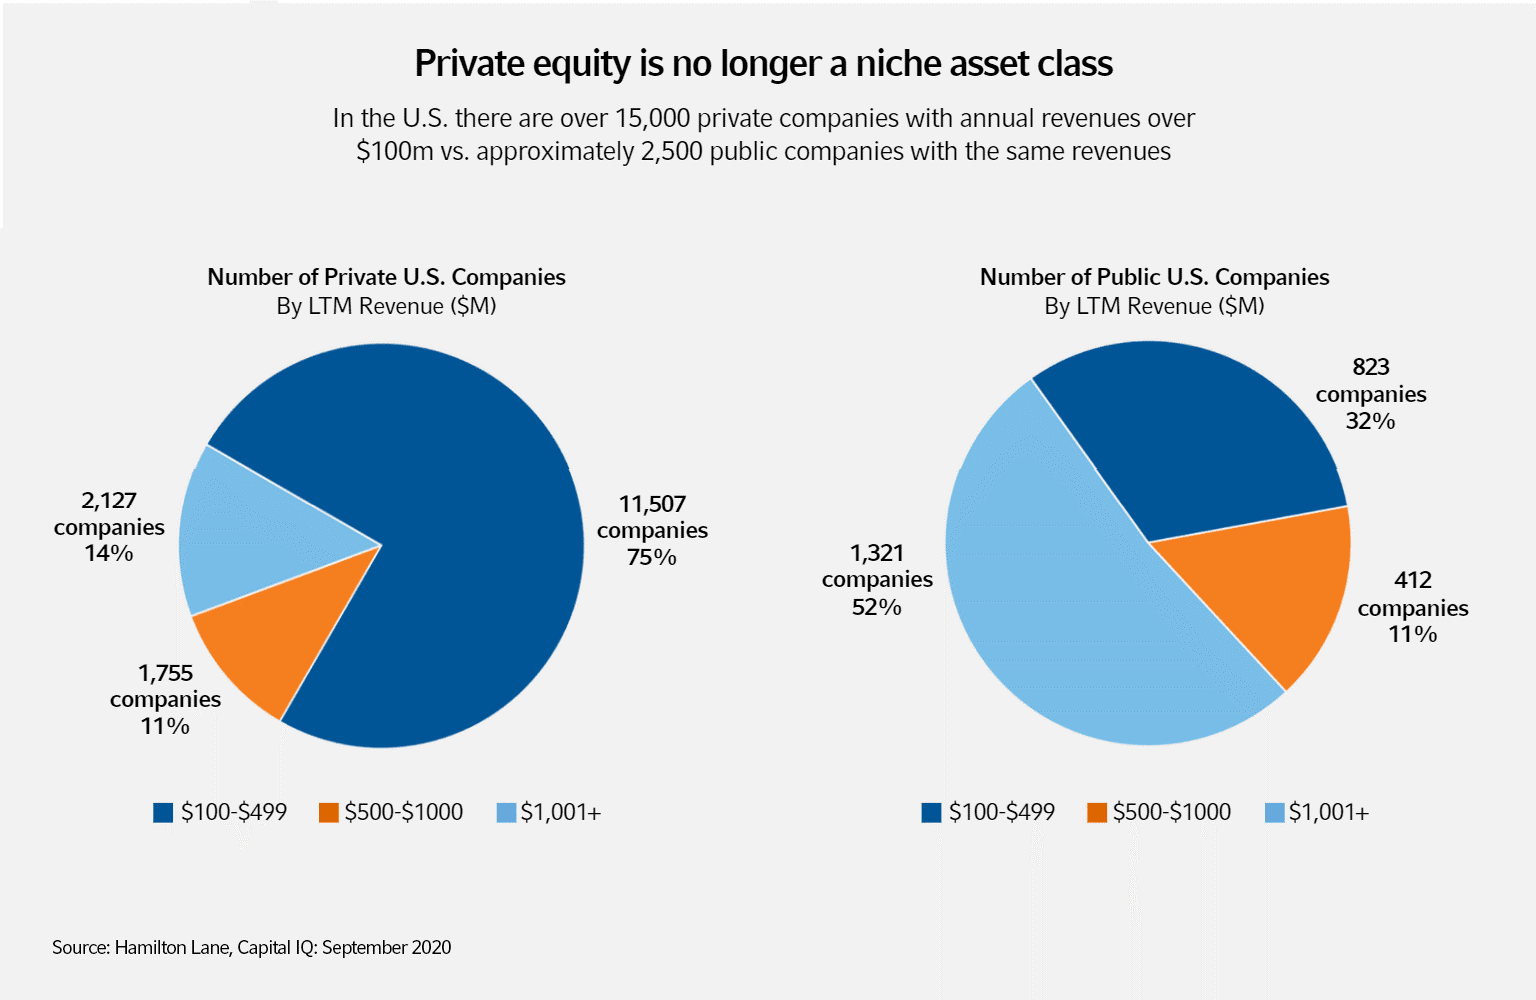 Private equity is no longer a niche asset class
In the U.S. there are over 15,000 private companies with annual revenues over
$100m vs. approximately 2,500 public companies with the same revenues
Number of Private U.S. Companies
By LTM Revenue ($M)
2,127
companies
14%
11,507
companies
75%
1,755
companies
11%
$100-$499
$500-$1000
$1,001+
Number of Public U.S. Companies
By LTM Revenue ($M)
823
companies
32%
1,321
companies
52%
412
companies
11%
$100-$499
$500-$1000
$1,001+
Source: Hamilton Lane, Capital IQ: September 2020